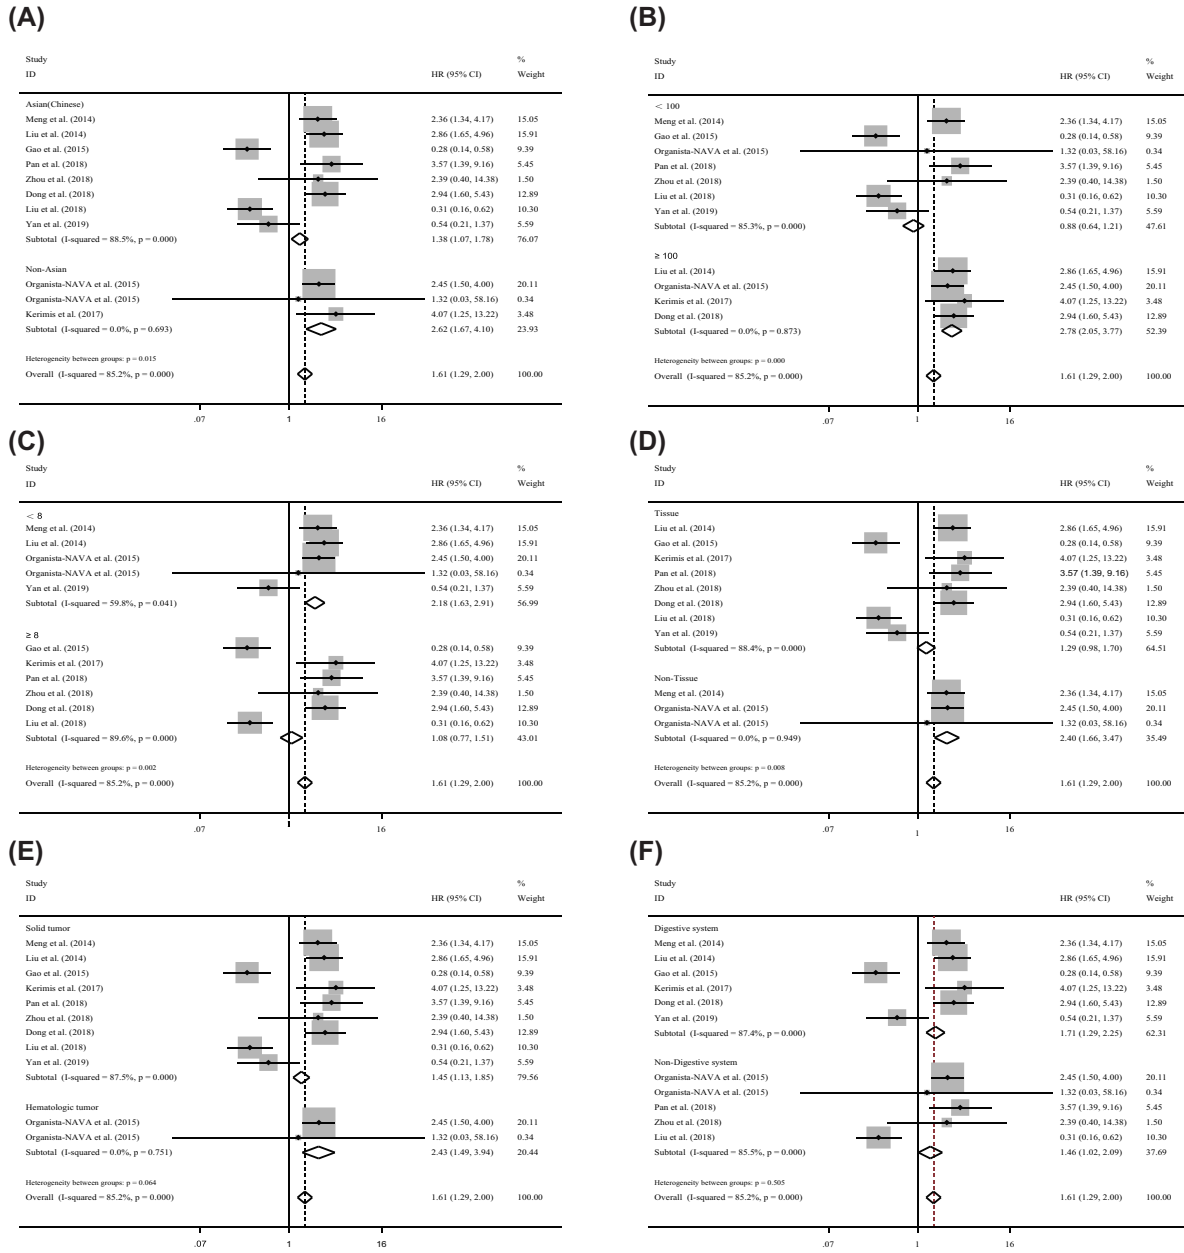 (A)
Study %
ID HR (95% CI) Weight
Asian(Chinese)
Meng et al. (2014) 2.36 (1.34, 4.17) 15.05
Liu et al. (2014) 2.86 (1.65, 4.96) 15.91
Gao et al. (2015) 0.28 (0.14, 0.58) 9.39
Pan et al. (2018) 3.57 (1.39, 9.16) 5.45
Zhou et al. (2018) 2.39 (0.40, 14.38) 1.50
Dong et al. (2018) 2.94 (1.60, 5.43) 12.89
Liu et al. (2018) 0.31 (0.16, 0.62) 10.30
Yan et al. (2019) 0.54 (0.21, 1.37) 5.59
Subtotal (I-squared = 88.5%, p = 0.000) 1.38 (1.07, 1.78) 76.07
Non-Asian
Organista-NAVA et al. (2015) 2.45 (1.50, 4.00) 20.11
Organista-NAVA et al. (2015) 1.32 (0.03, 58.16) 0.34
Kerimis et al. (2017) 4.07 (1.25, 13.22) 3.48
Subtotal (I-squared = 0.0%, p = 0.693) 2.62 (1.67, 4.10) 23.93
Heterogeneity between groups: p = 0.015
Overall (I-squared = 85.2%, p = 0.000) 1.61 (1.29, 2.00) 100.00
.07 1 16
(B)
Study %
ID HR (95% CI) Weight
< 100
Meng et al. (2014) 2.36 (1.34, 4.17) 15.05
Gao et al. (2015) 0.28 (0.14, 0.58) 9.39
Organista-NAVA et al. (2015) 1.32 (0.03, 58.16) 0.34
Pan et al. (2018) 3.57 (1.39, 9.16) 5.45
Zhou et al. (2018) 2.39 (0.40, 14.38) 1.50
Liu et al. (2018) 0.31 (0.16, 0.62) 10.30
Yan et al. (2019) 0.54 (0.21, 1.37) 5.59
Subtotal (I-squared = 85.3%, p = 0.000) 0.88 (0.64, 1.21) 47.61
≥ 100
Liu et al. (2014) 2.86 (1.65, 4.96) 15.91
Organista-NAVA et al. (2015) 2.45 (1.50, 4.00) 20.11
Kerimis et al. (2017) 4.07 (1.25, 13.22) 3.48
Dong et al. (2018) 2.94 (1.60, 5.43) 12.89
Subtotal (I-squared = 0.0%, p = 0.873) 2.78 (2.05, 3.77) 52.39
Heterogeneity between groups: p = 0.000
Overall (I-squared = 85.2%, p = 0.000) 1.61 (1.29, 2.00) 100.00
.07 1 16
(C)
Study %
ID HR (95% CI) Weight
< 8
Meng et al. (2014) 2.36 (1.34, 4.17) 15.05
Liu et al. (2014) 2.86 (1.65, 4.96) 15.91
Organista-NAVA et al. (2015) 2.45 (1.50, 4.00) 20.11
Organista-NAVA et al. (2015) 1.32 (0.03, 58.16) 0.34
Yan et al. (2019) 0.54 (0.21, 1.37) 5.59
Subtotal (I-squared = 59.8%, p = 0.041) 2.18 (1.63, 2.91) 56.99
≥ 8
Gao et al. (2015) 0.28 (0.14, 0.58) 9.39
Kerimis et al. (2017) 4.07 (1.25, 13.22) 3.48
Pan et al. (2018) 3.57 (1.39, 9.16) 5.45
Zhou et al. (2018) 2.39 (0.40, 14.38) 1.50
Dong et al. (2018) 2.94 (1.60, 5.43) 12.89
Liu et al. (2018) 0.31 (0.16, 0.62) 10.30
Subtotal (I-squared = 89.6%, p = 0.000) 1.08 (0.77, 1.51) 43.01
Heterogeneity between groups: p = 0.002
Overall (I-squared = 85.2%, p = 0.000) 1.61 (1.29, 2.00) 100.00
.07 1 16
(D)
Study %
ID HR (95% CI) Weight
Tissue
Liu et al. (2014) 2.86 (1.65, 4.96) 15.91
Gao et al. (2015) 0.28 (0.14, 0.58) 9.39
Kerimis et al. (2017) 4.07 (1.25, 13.22) 3.48
Pan et al. (2018) 3.57 (1.39, 9.16) 5.45
Zhou et al. (2018) 2.39 (0.40, 14.38) 1.50
Dong et al. (2018) 2.94 (1.60, 5.43) 12.89
Liu et al. (2018) 0.31 (0.16, 0.62) 10.30
Yan et al. (2019) 0.54 (0.21, 1.37) 5.59
Subtotal (I-squared = 88.4%, p = 0.000) 1.29 (0.98, 1.70) 64.51
Non-Tissue
Meng et al. (2014) 2.36 (1.34, 4.17) 15.05
Organista-NAVA et al. (2015) 2.45 (1.50, 4.00) 20.11
Organista-NAVA et al. (2015) 1.32 (0.03, 58.16) 0.34
Subtotal (I-squared = 0.0%, p = 0.949) 2.40 (1.66, 3.47) 35.49
Heterogeneity between groups: p = 0.008
Overall (I-squared = 85.2%, p = 0.000) 1.61 (1.29, 2.00) 100.00
.07 1 16
(E)
Study %
ID HR (95% CI) Weight
Solid tumor
Meng et al. (2014) 2.36 (1.34, 4.17) 15.05
Liu et al. (2014) 2.86 (1.65, 4.96) 15.91
Gao et al. (2015) 0.28 (0.14, 0.58) 9.39
Kerimis et al. (2017) 4.07 (1.25, 13.22) 3.48
Pan et al. (2018) 3.57 (1.39, 9.16) 5.45
Zhou et al. (2018) 2.39 (0.40, 14.38) 1.50
Dong et al. (2018) 2.94 (1.60, 5.43) 12.89
Liu et al. (2018) 0.31 (0.16, 0.62) 10.30
Yan et al. (2019) 0.54 (0.21, 1.37) 5.59
Subtotal (I-squared = 87.5%, p = 0.000) 1.45 (1.13, 1.85) 79.56
Hematologic tumor
Organista-NAVA et al. (2015) 2.45 (1.50, 4.00) 20.11
Organista-NAVA et al. (2015) 1.32 (0.03, 58.16) 0.34
Subtotal (I-squared = 0.0%, p = 0.751) 2.43 (1.49, 3.94) 20.44
Heterogeneity between groups: p = 0.064
Overall (I-squared = 85.2%, p = 0.000) 1.61 (1.29, 2.00) 100.00
.07 1 16
(F)
Study %
ID HR (95% CI) Weight
Digestive system
Meng et al. (2014) 2.36 (1.34, 4.17) 15.05
Liu et al. (2014) 2.86 (1.65, 4.96) 15.91
Gao et al. (2015) 0.28 (0.14, 0.58) 9.39
Kerimis et al. (2017) 4.07 (1.25, 13.22) 3.48
Dong et al. (2018) 2.94 (1.60, 5.43) 12.89
Yan et al. (2019) 0.54 (0.21, 1.37) 5.59
Subtotal (I-squared = 87.4%, p = 0.000) 1.71 (1.29, 2.25) 62.31
Non-Digestive system
Organista-NAVA et al. (2015) 2.45 (1.50, 4.00) 20.11
Organista-NAVA et al. (2015) 1.32 (0.03, 58.16) 0.34
Pan et al. (2018) 3.57 (1.39, 9.16) 5.45
Zhou et al. (2018) 2.39 (0.40, 14.38) 1.50
Liu et al. (2018) 0.31 (0.16, 0.62) 10.30
Subtotal (I-squared = 85.5%, p = 0.000) 1.46 (1.02, 2.09) 37.69
Heterogeneity between groups: p = 0.505
Overall (I-squared = 85.2%, p = 0.000) 1.61 (1.29, 2.00) 100.00
.07 1 16